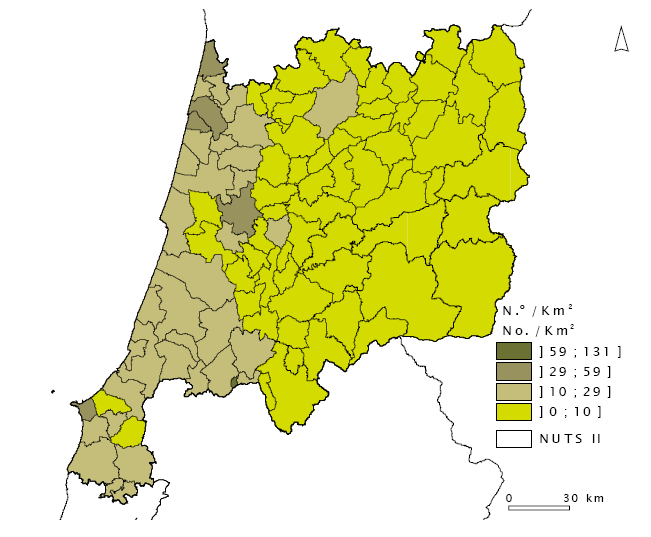 N.º / Km²
No. / Km²
] 59 ; 131 ]
] 29 ; 59 ]
] 10 ; 29 ]
] 0 ; 10 ]
NUTS II
0 30 km